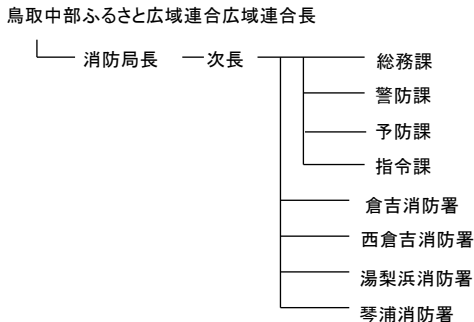 鳥取中部ふるさと広域連合広域連合長
消防局長 次長 総務課
警防課
予防課
指令課
倉吉消防署
西倉吉消防署
湯梨浜消防署
琴浦消防署